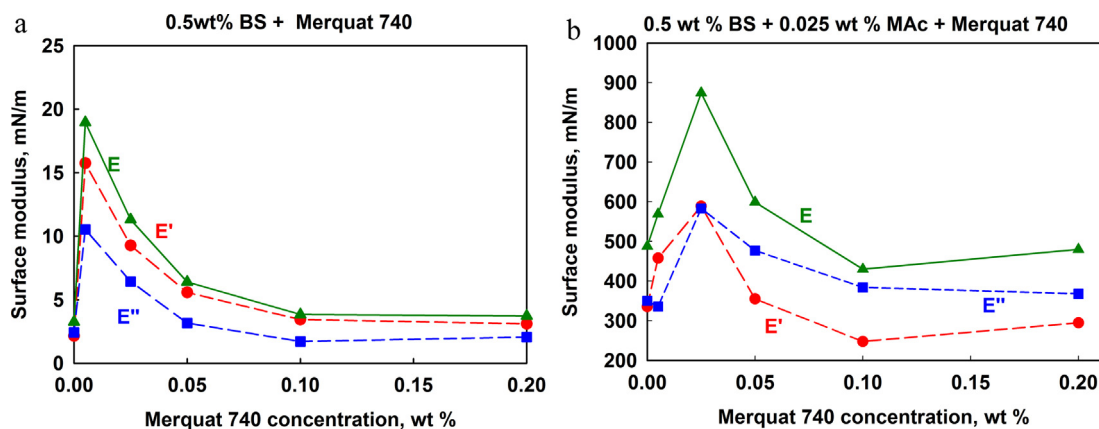 a
0.5wt% BS + Merquat 740
Surface modulus, mN/m
25
20
15
10
5
0
E
E'
E"
0.00
0.05
0.10
0.15
0.20
Merquat 740 concentration, wt %
b
0.5 wt % BS + 0.025 wt % MAc + Merquat 740
Surface modulus, mN/m
1000
900
800
700
600
500
400
300
200
E
E"
E'
0.00
0.05
0.10
0.15
0.20
Merquat 740 concentration, wt %